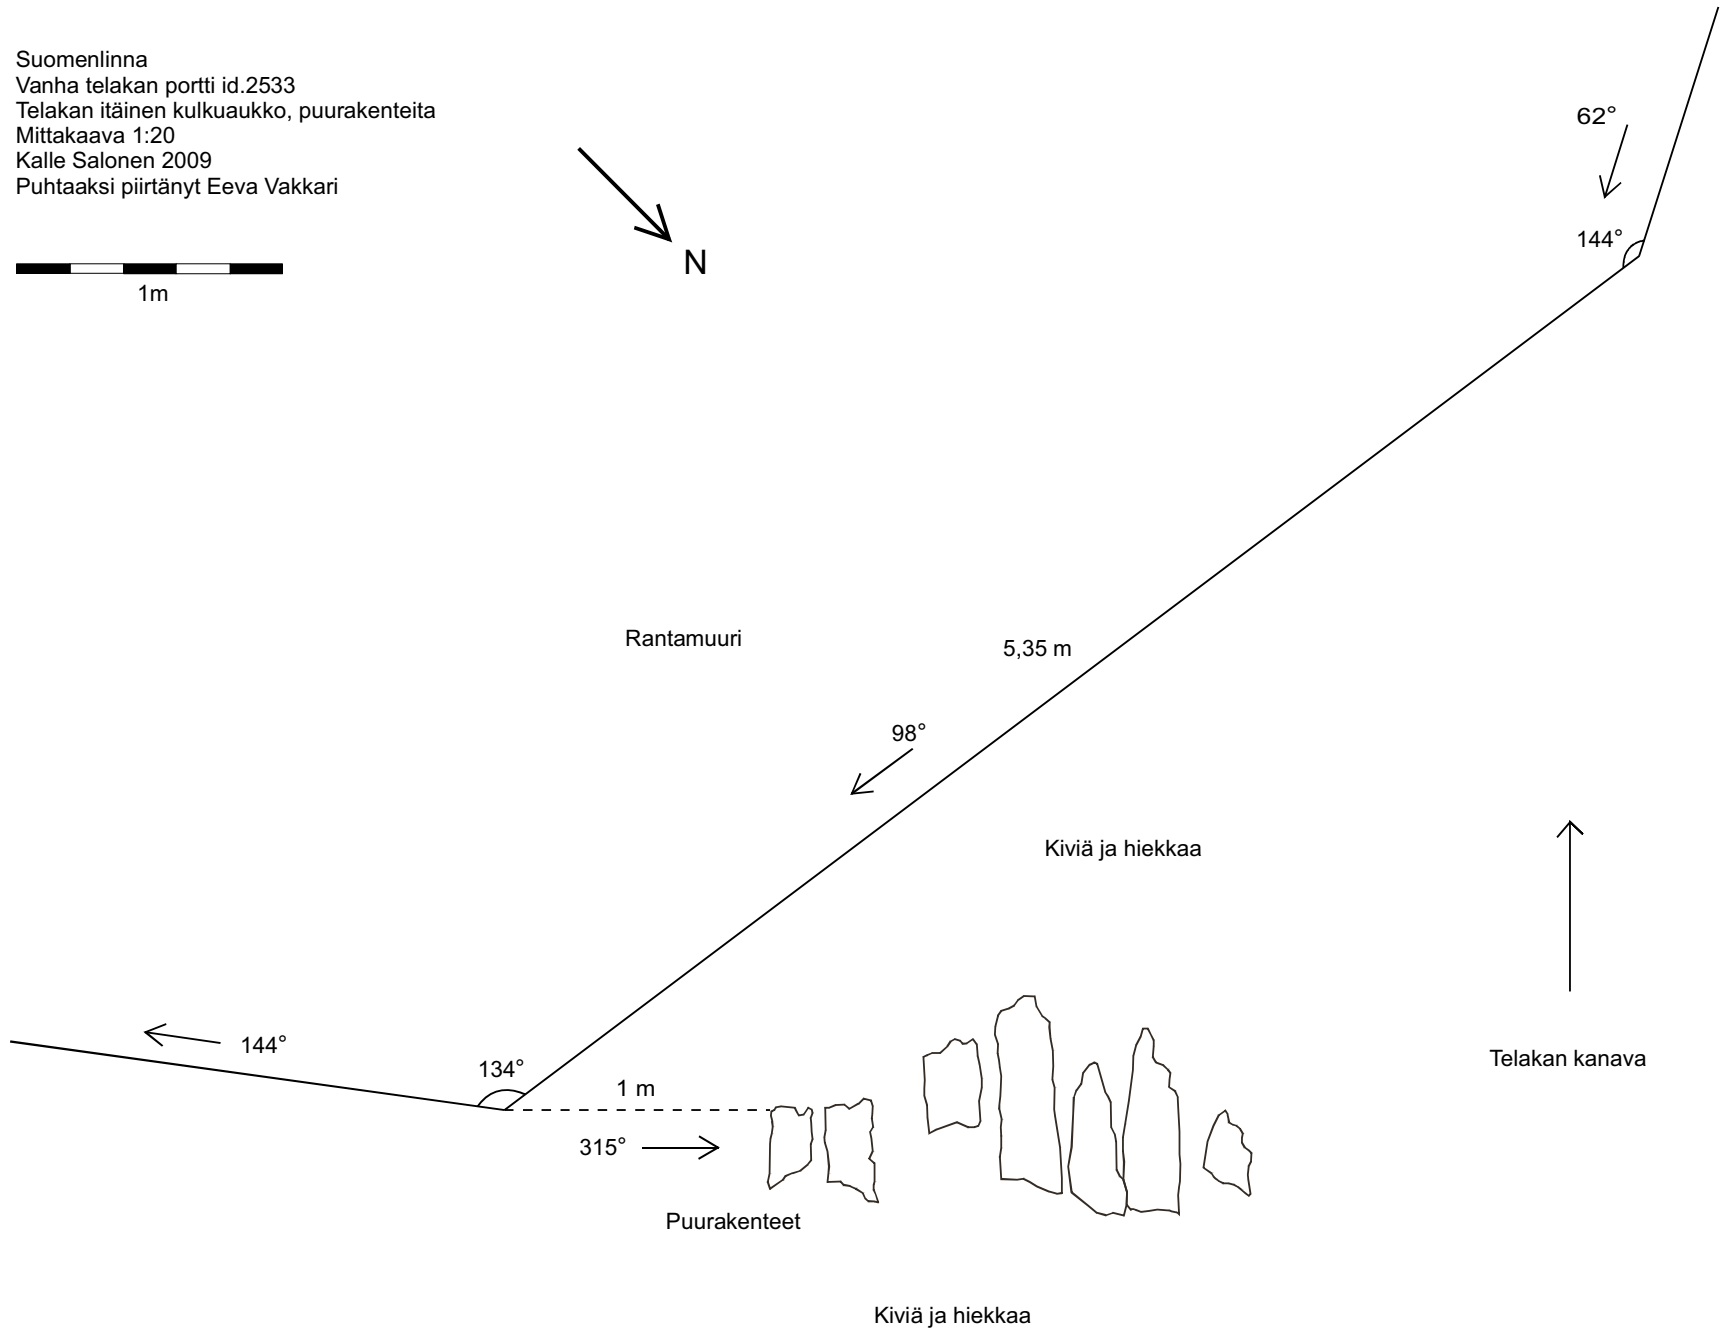 Suomenlinna
Vanha telakan portti id.2533
Telakan itäinen kulkuaukko, puurakenteita
Mittakaava 1:20
Kalle Salonen 2009
Puhtaaksi piirtänyt Eeva Vakkari
1m
N
62°
144°
Rantamuuri
5,35 m
98°
Kiviä ja hiekkaa
144°
134°
1 m
315°
Telakan kanava
Puurakenteet
Kiviä ja hiekkaa